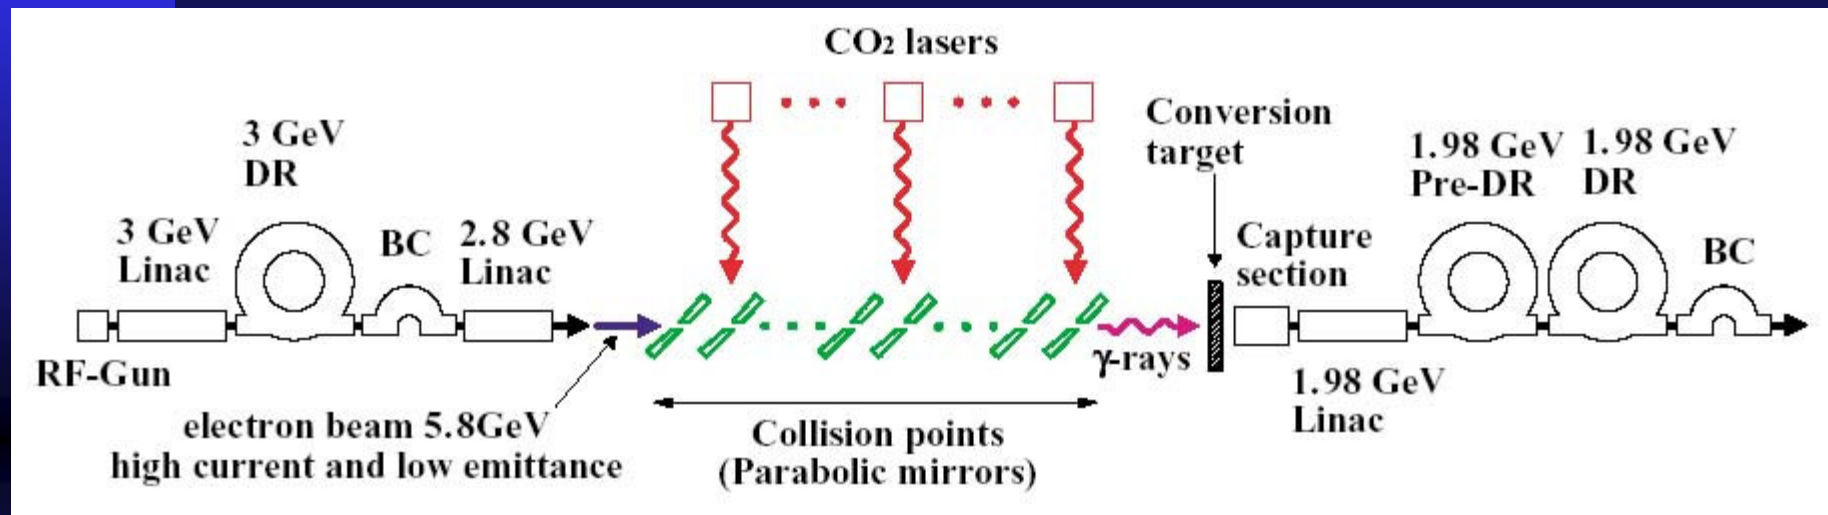 CO2 lasers
3 GeV
DR
3 GeV
Linac
BC
2.8 GeV
Linac
RF-Gun
electron beam 5.8GeV
high current and low emittance
Collision points
(Parabolic mirrors)
γ-rays
Conversion
target
Capture
section
1.98 GeV
Linac
1.98 GeV
Pre-DR
1.98 GeV
DR
BC